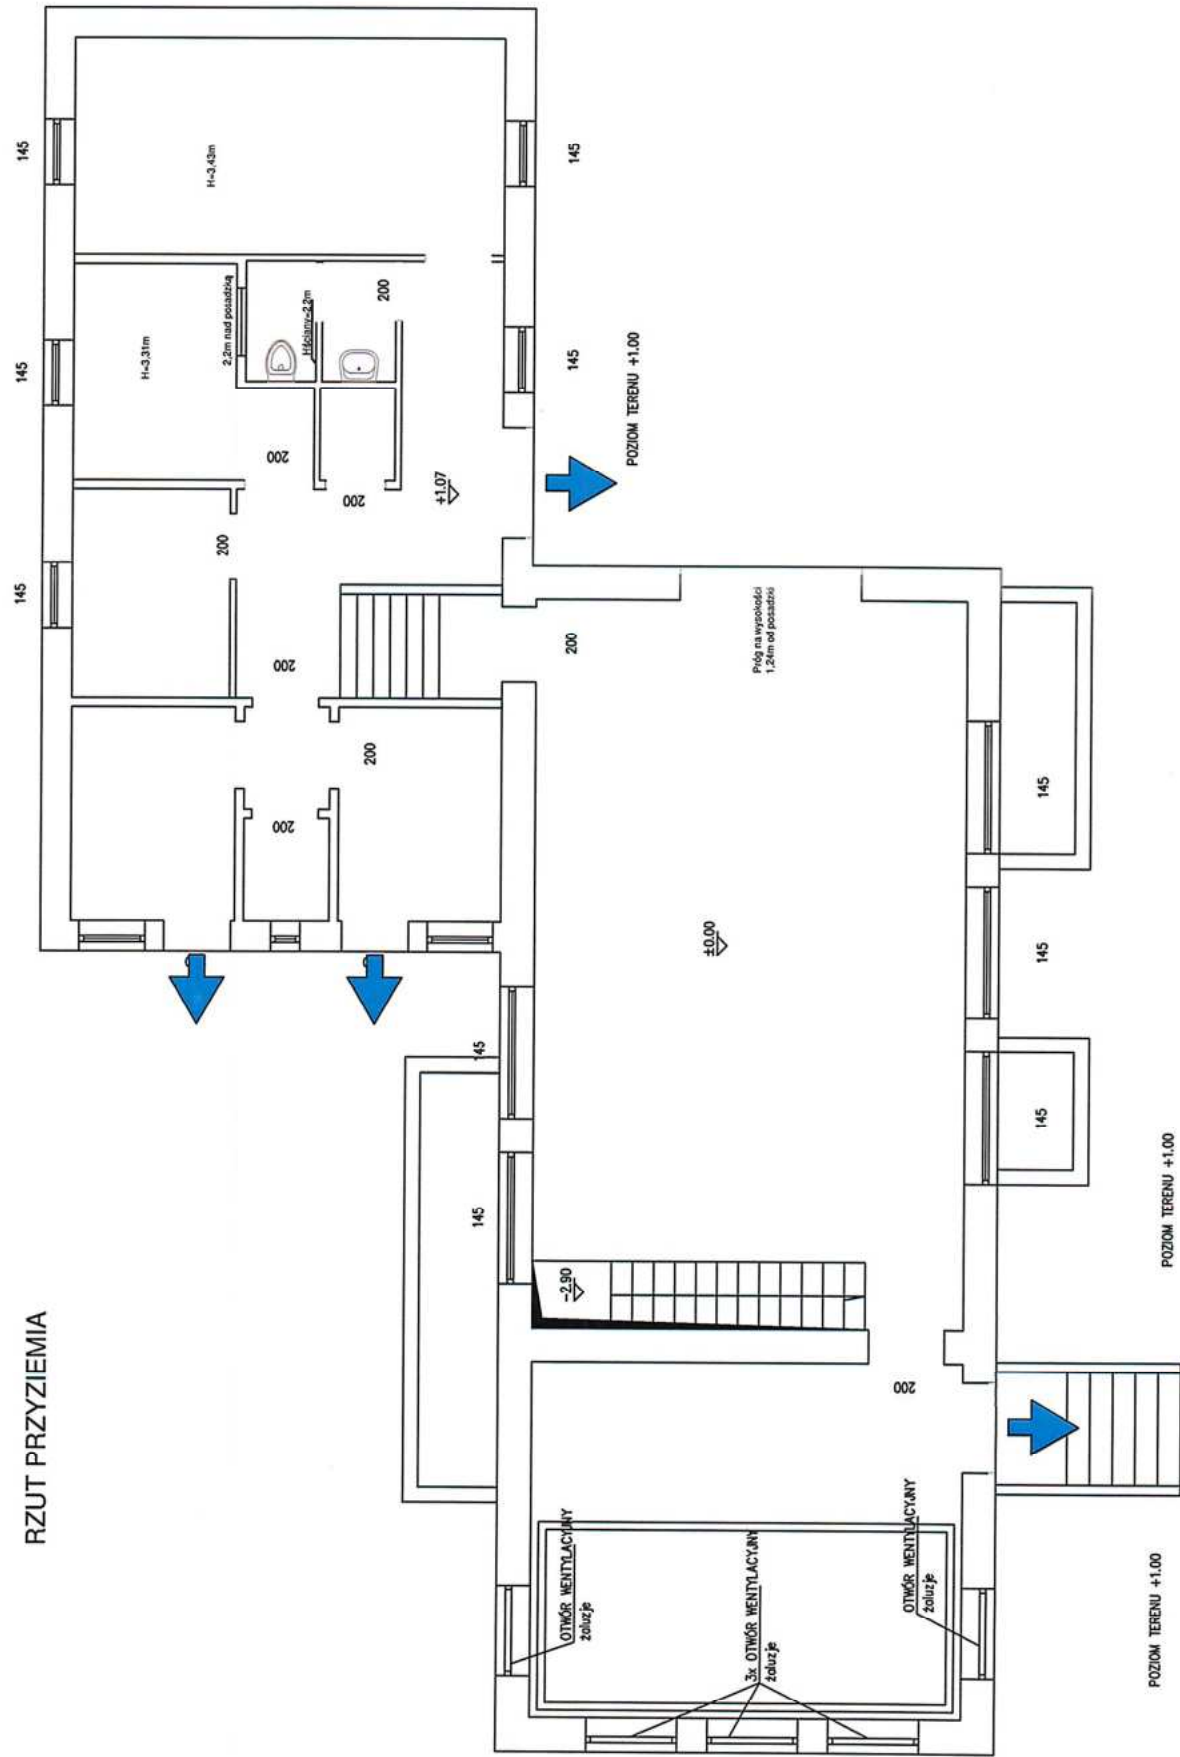 RZUT PRZYZIEMIA
145
145
145
H=3,43m
H=3,31m
2,2m nad posadzką
Hściany=2,2m
200
200
200
200
200
200
200
+1.07
145
145
POZIOM TERENU +1.00
200
Próg na wysokości
1,24m od posadzki
±0.00
145
145
145
145
145
-2.90
200
POZIOM TERENU +1.00
OTWÓR WENTYLACYJNY
żaluzje
3x OTWÓR WENTYLACYJNY
żaluzje
OTWÓR WENTYLACYJNY
żaluzje
POZIOM TERENU +1.00